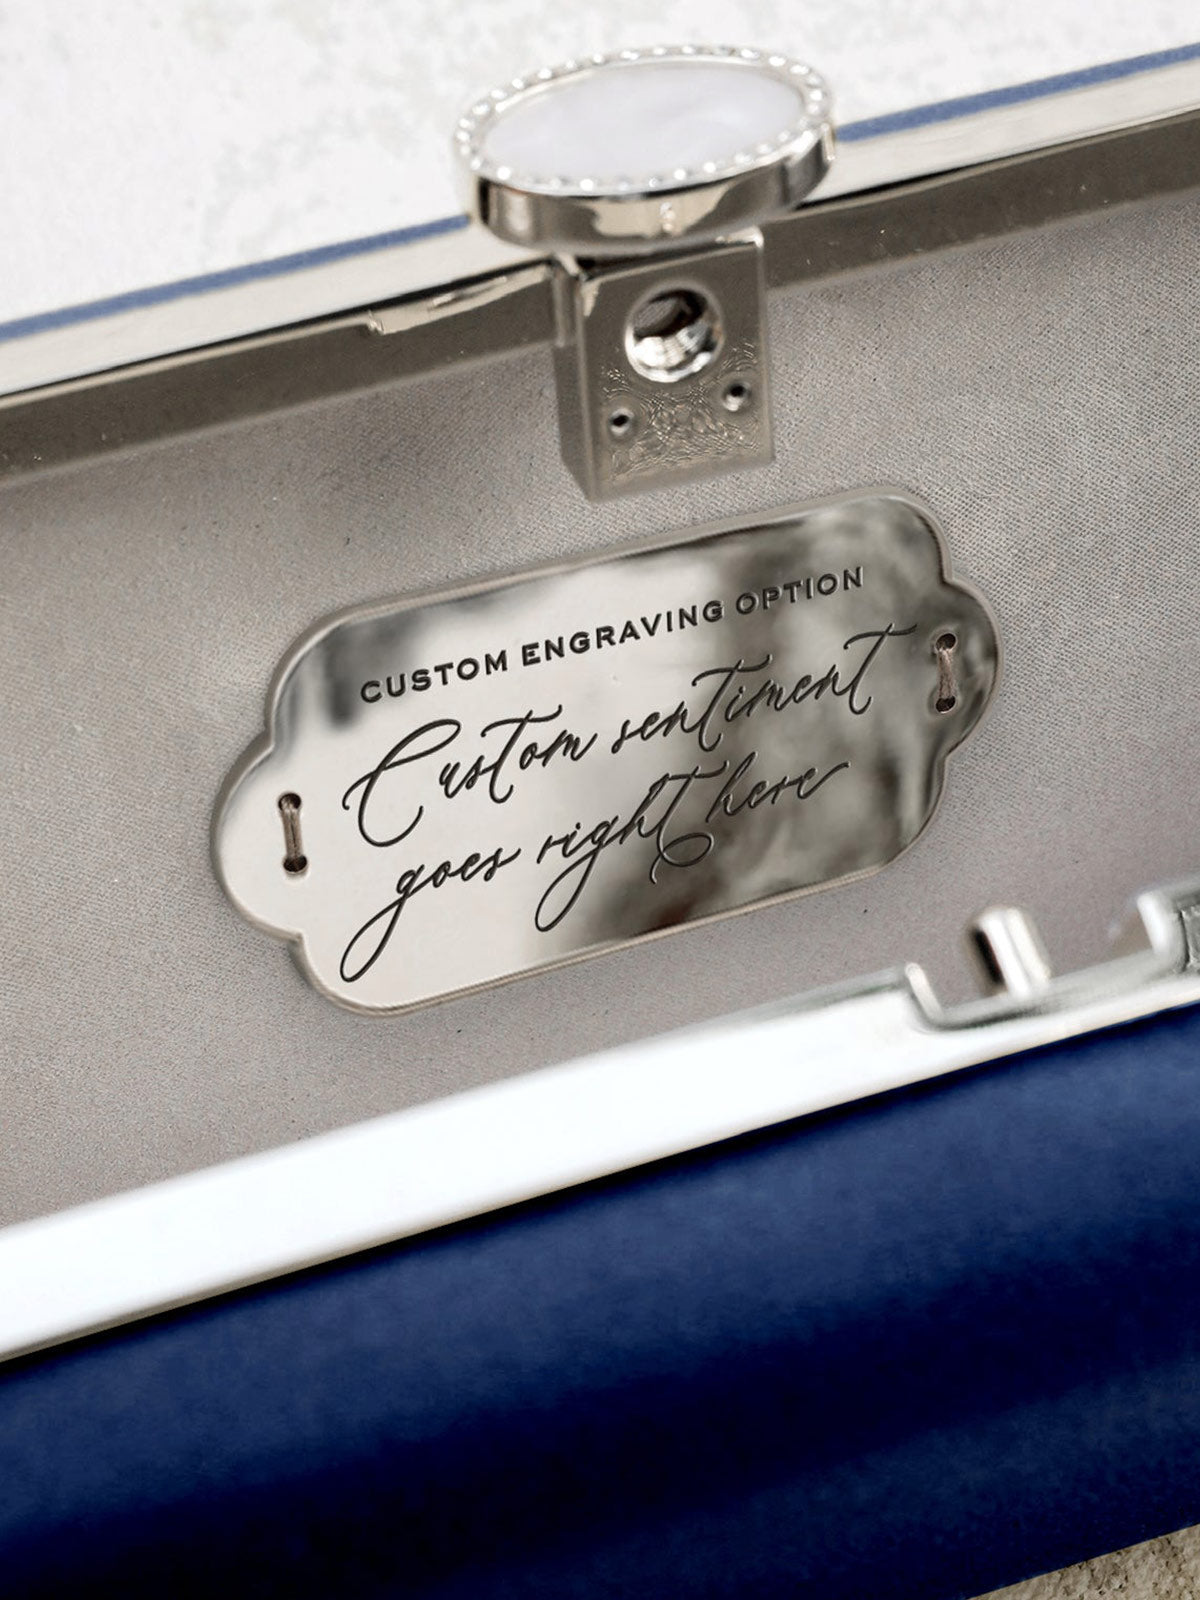 CUSTOM ENGRAVING OPTION
Custom sentiment
goes right here